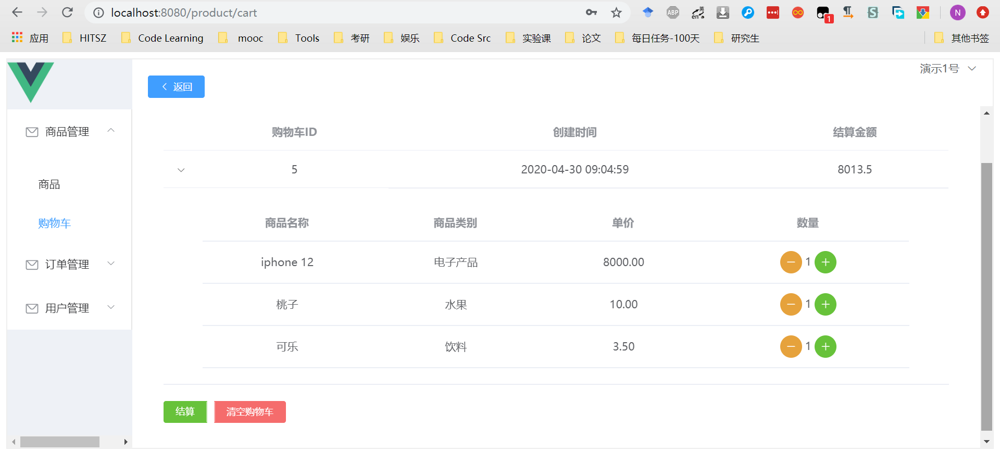 localhost:8080/product/cart
ABP
英
en
1
N
应用 HITSZ Code Learning mooc Tools 考研 娱乐 Code Src 实验课 论文 每日任务-100天 研究生 其他书签
演示1号
返回
商品管理
商品
购物车
订单管理
用户管理
购物车ID 创建时间 结算金额
5 2020-04-30 09:04:59 8013.5
商品名称 商品类别 单价 数量
iphone 12 电子产品 8000.00 1
桃子 水果 10.00 1
可乐 饮料 3.50 1
结算 清空购物车